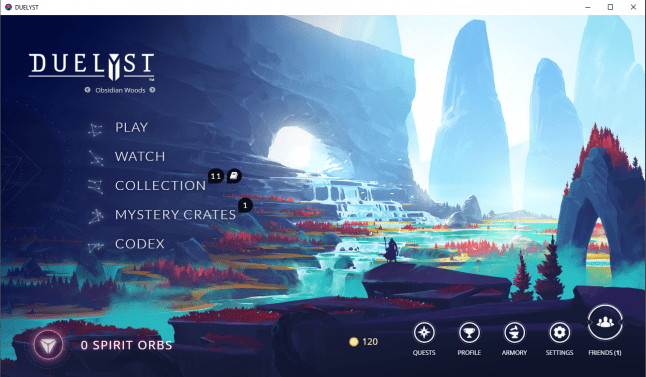 DUELYST
DUELYST
TM
Obsidian Woods
PLAY
WATCH
COLLECTION 11
MYSTERY CRATES 1
CODEX
0 SPIRIT ORBS
120
QUESTS
PROFILE
ARMORY
SETTINGS
FRIENDS (1)